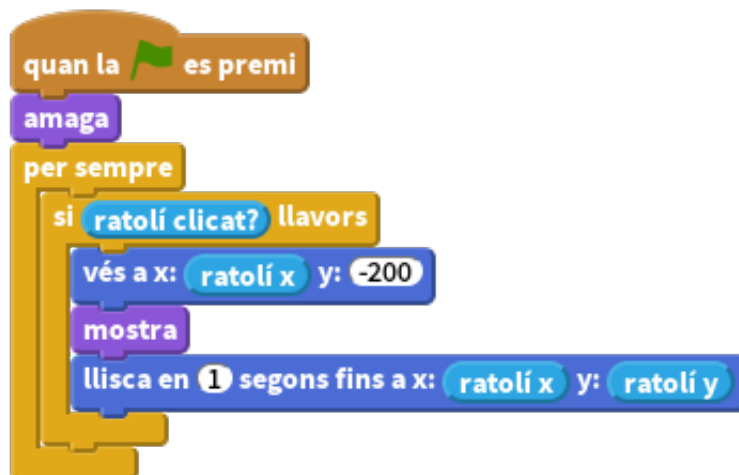 quan la es premi
amaga
per sempre
si ratolí clicat? llavors
vés a x: ratolí x y: -200
mostra
llisca en 1 segons fins a x: ratolí x y: ratolí y